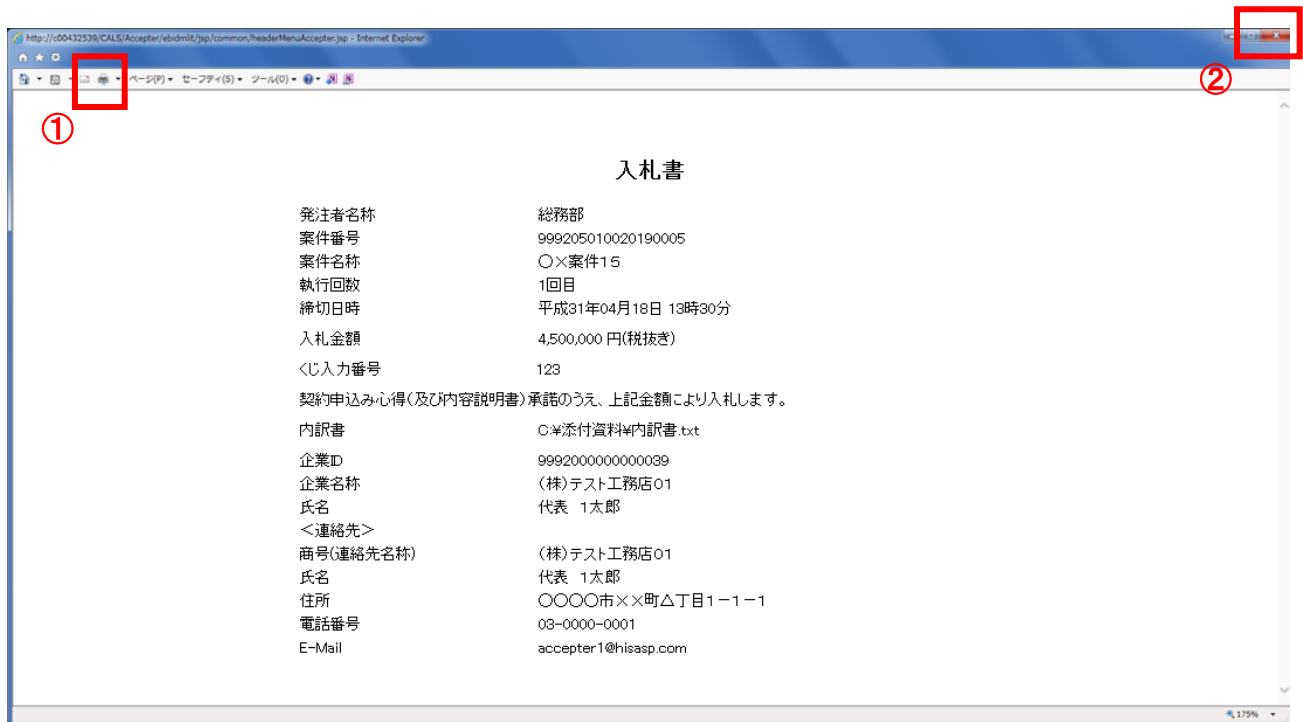 http://c00432539/CALS/Accepter/ebidmlit/jsp/common/headerMenuAccepter.jsp - Internet Explorer
ページ(P) セーフティ(S) ツール(O)
①
②
入札書
発注者名称 総務部
案件番号 999205010020190005
案件名称 ○×案件15
執行回数 1回目
締切日時 平成31年04月18日 13時30分
入札金額 4,500,000 円(税抜き)
くじ入力番号 123
契約申込み心得(及び内容説明書)承諾のうえ、上記金額により入札します。
内訳書 C:¥添付資料¥内訳書.txt
企業ID 9992000000000039
企業名称 (株)テスト工務店01
氏名 代表 1太郎
<連絡先>
商号(連絡先名称) (株)テスト工務店01
氏名 代表 1太郎
住所 ○○○○市××町△丁目1-1-1
電話番号 03-0000-0001
E-Mail accepter1@hisasp.com
175%